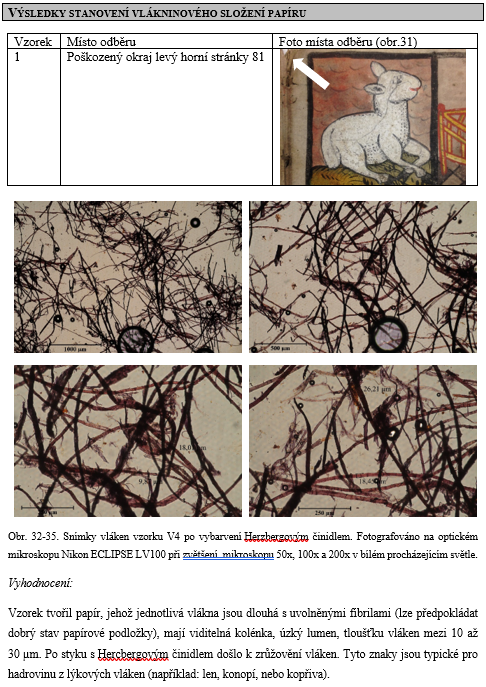 VÝSLEDKY STANOVENÍ VLÁKNINOVÉHO SLOŽENÍ PAPÍRU
Vzorek Místo odběru Foto místa odběru (obr.31)
1 Poškozený okraj levý horní stránky 81
1000 µm
500 µm
18,01 µm
26,21 µm
250 µm
Obr. 32-35. Snímky vláken vzorku V4 po vybarvení Herzbergovým činidlem. Fotografováno na optickém
mikroskopu Nikon ECLIPSE LV100 při zvětšení mikroskopu 50x, 100x a 200x v bílém procházejícím světle.
Vyhodnocení:
Vzorek tvořil papír, jehož jednotlivá vlákna jsou dlouhá s uvolněnými fibrilami (lze předpokládat
dobrý stav papírové podložky), mají viditelná kolénka, úzký lumen, tloušťku vláken mezi 10 až
30 µm. Po styku s Hercbergovým činidlem došlo k zrůžovění vláken. Tyto znaky jsou typické pro
hadrovinu z lýkových vláken (například: len, konopí, nebo kopřiva).